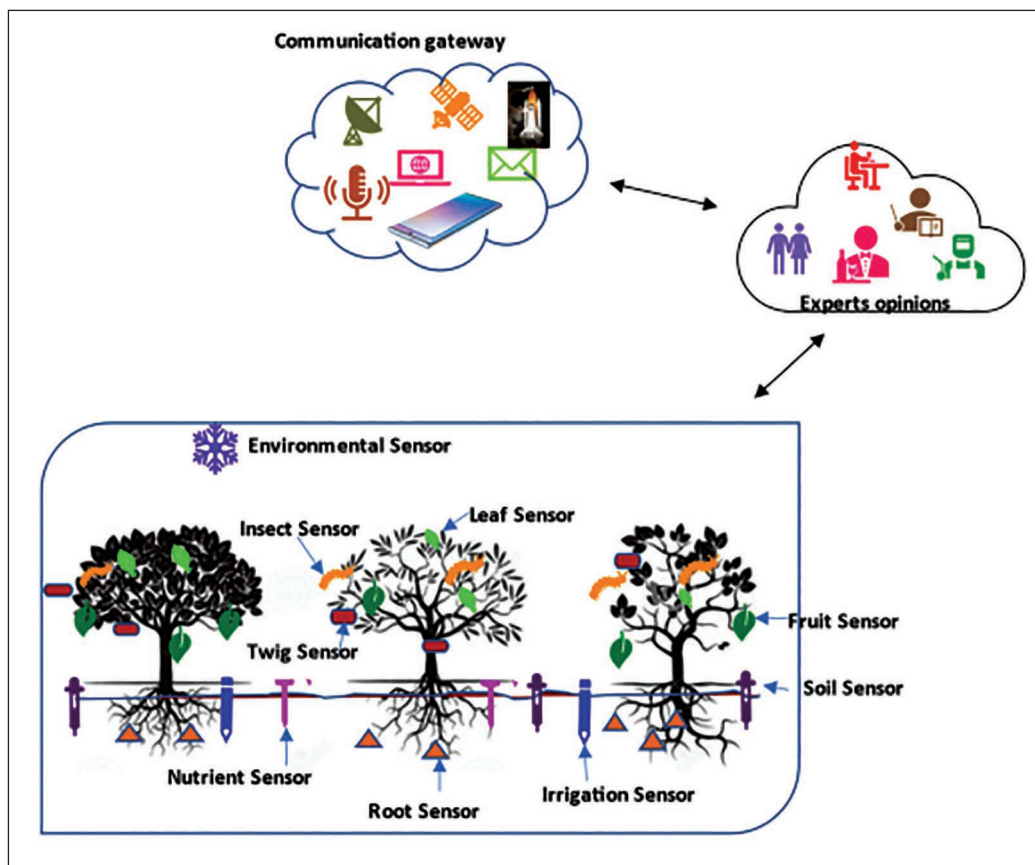 Communication gateway
Experts opinions
Environmental Sensor
Insect Sensor
Leaf Sensor
Twig Sensor
Fruit Sensor
Soil Sensor
Nutrient Sensor
Root Sensor
Irrigation Sensor